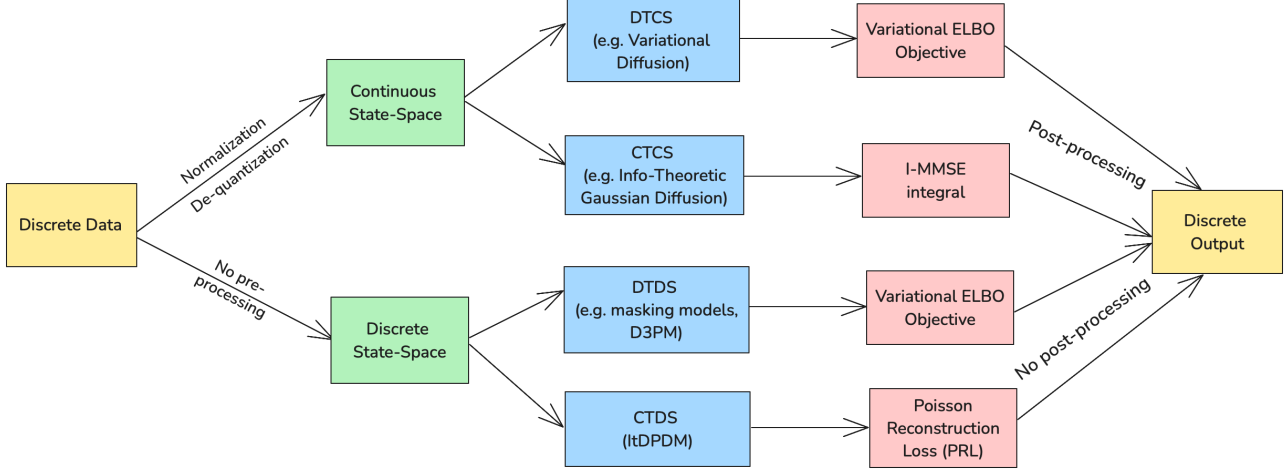 Discrete Data
Normalization
De-quantization
No pre-
processing
Continuous
State-Space
Discrete
State-Space
DTCS
(e.g. Variational
Diffusion)
CTCS
(e.g. Info-Theoretic
Gaussian Diffusion)
DTDS
(e.g. masking models,
D3PM)
CTDS
(ItDPDM)
Variational ELBO
Objective
I-MMSE
integral
Variational ELBO
Objective
Poisson
Reconstruction
Loss (PRL)
Post-processing
No post-processing
Discrete
Output